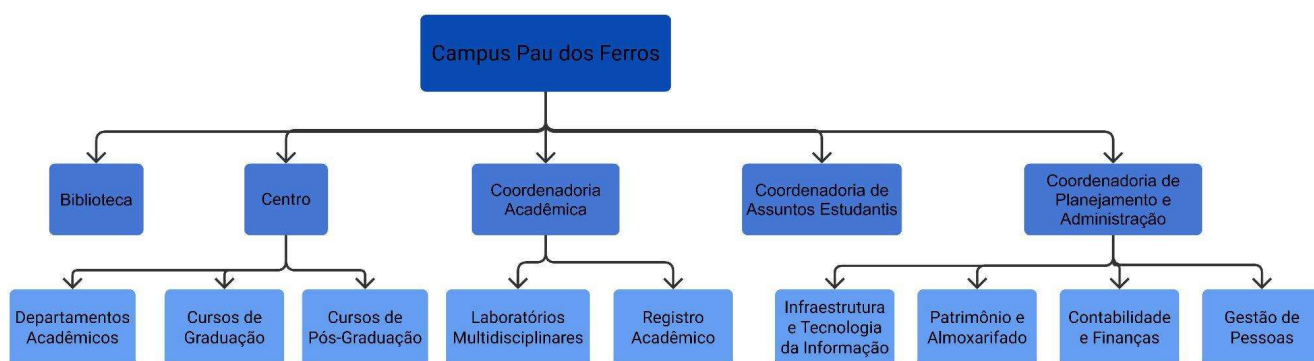 Campus Pau dos Ferros
Biblioteca
Centro
Coordenadoria
Acadêmica
Coordenadoria de
Assuntos Estudantis
Coordenadoria de
Planejamento e
Administração
Departamentos
Acadêmicos
Cursos de
Graduação
Cursos de
Pós-Graduação
Laboratórios
Multidisciplinares
Registro
Acadêmico
Infraestrutura
e Tecnologia
da Informação
Patrimônio e
Almoxarifado
Contabilidade
e Finanças
Gestão de
Pessoas